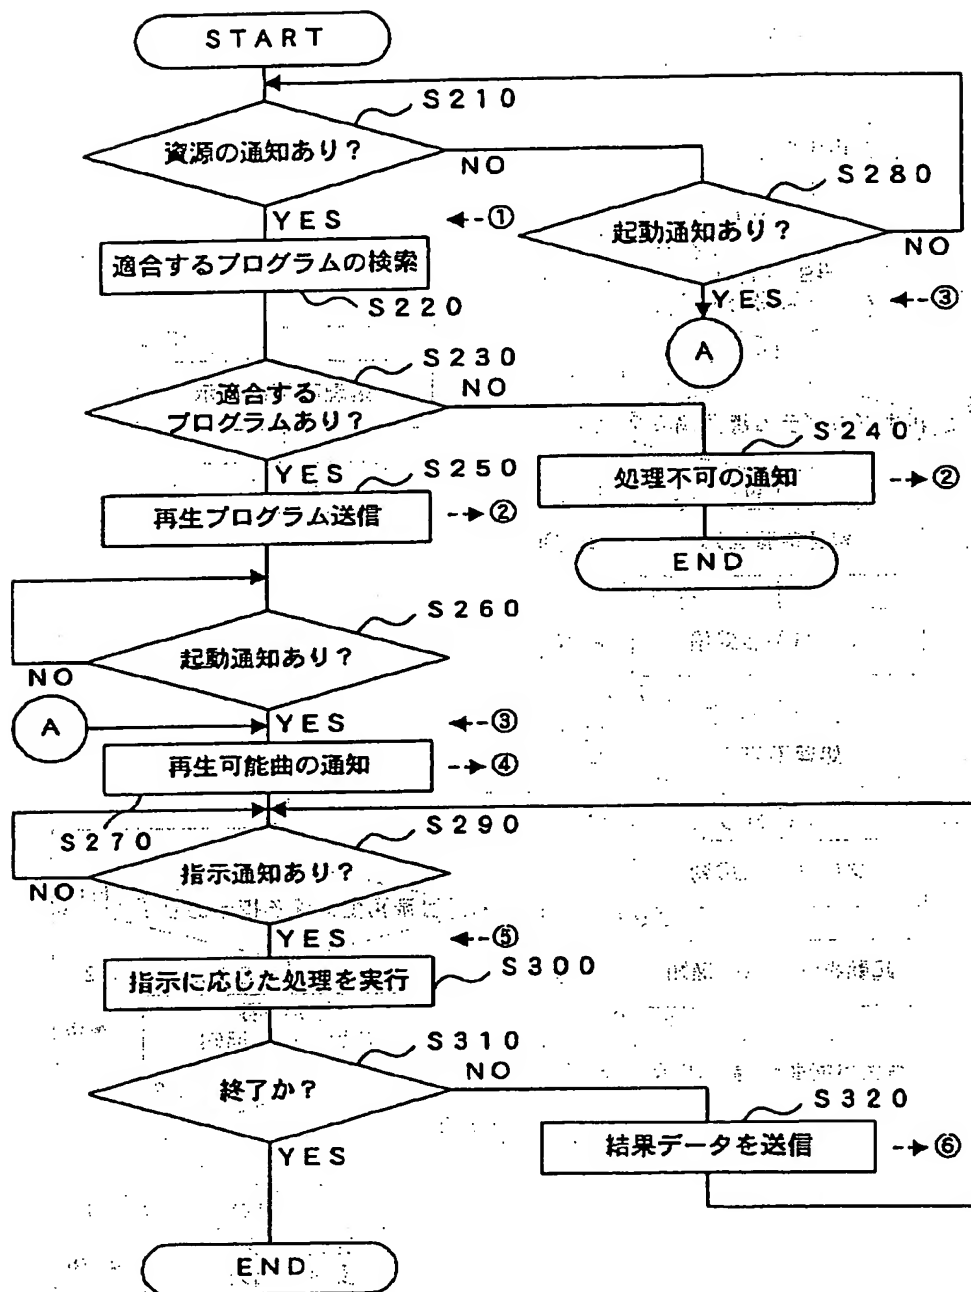 START
S210
資源の通知あり？
NO
S280
YES
①
起動通知あり？
NO
適合するプログラムの検索
S220
YES
③
A
S230
適合する
プログラムあり？
NO
S240
処理不可の通知
②
YES
S250
再生プログラム送信
②
END
S260
起動通知あり？
NO
A
YES
③
再生可能曲の通知
④
S270
S290
指示通知あり？
NO
YES
⑤
S300
指示に応じた処理を実行
S310
終了か？
NO
S320
結果データを送信
⑥
YES
END